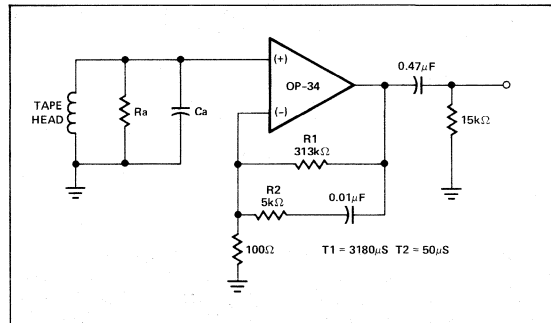 0.47μF
(+)
OP-34
TAPE
HEAD
Ra
Ca
(-)
15kΩ
R1
313kΩ
R2
5kΩ
0.01μF
100Ω
T1 = 3180μS T2 = 50μS